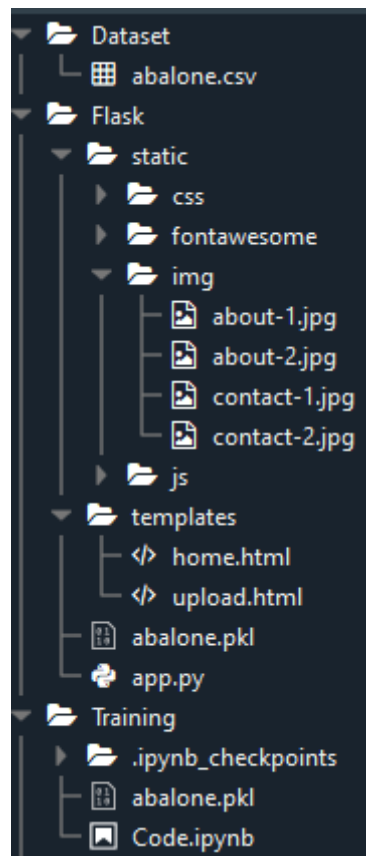 Dataset
abalone.csv
Flask
static
css
fontawesome
img
about-1.jpg
about-2.jpg
contact-1.jpg
contact-2.jpg
js
templates
home.html
upload.html
abalone.pkl
app.py
Training
.ipynb_checkpoints
abalone.pkl
Code.ipynb